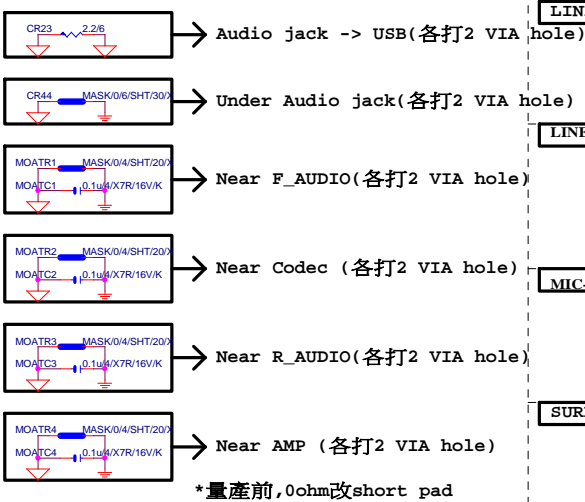 LIN
CR23 2.2/6
Audio jack -> USB(各打2 VIA hole)
CR44 MASK/0/6/SHT/30/X
Under Audio jack(各打2 VIA hole)
LINE
MOATR1 MASK/0/4/SHT/20/X
MOATC1 0.1u/4/X7R/16V/K
Near F_AUDIO(各打2 VIA hole)
MOATR2 MASK/0/4/SHT/20/X
MOATC2 0.1u/4/X7R/16V/K
Near Codec (各打2 VIA hole)
MIC-
MOATR3 MASK/0/4/SHT/20/X
MOATC3 0.1u/4/X7R/16V/K
Near R_AUDIO(各打2 VIA hole)
SUR
MOATR4 MASK/0/4/SHT/20/X
MOATC4 0.1u/4/X7R/16V/K
Near AMP (各打2 VIA hole)
*量產前,0ohm改short pad